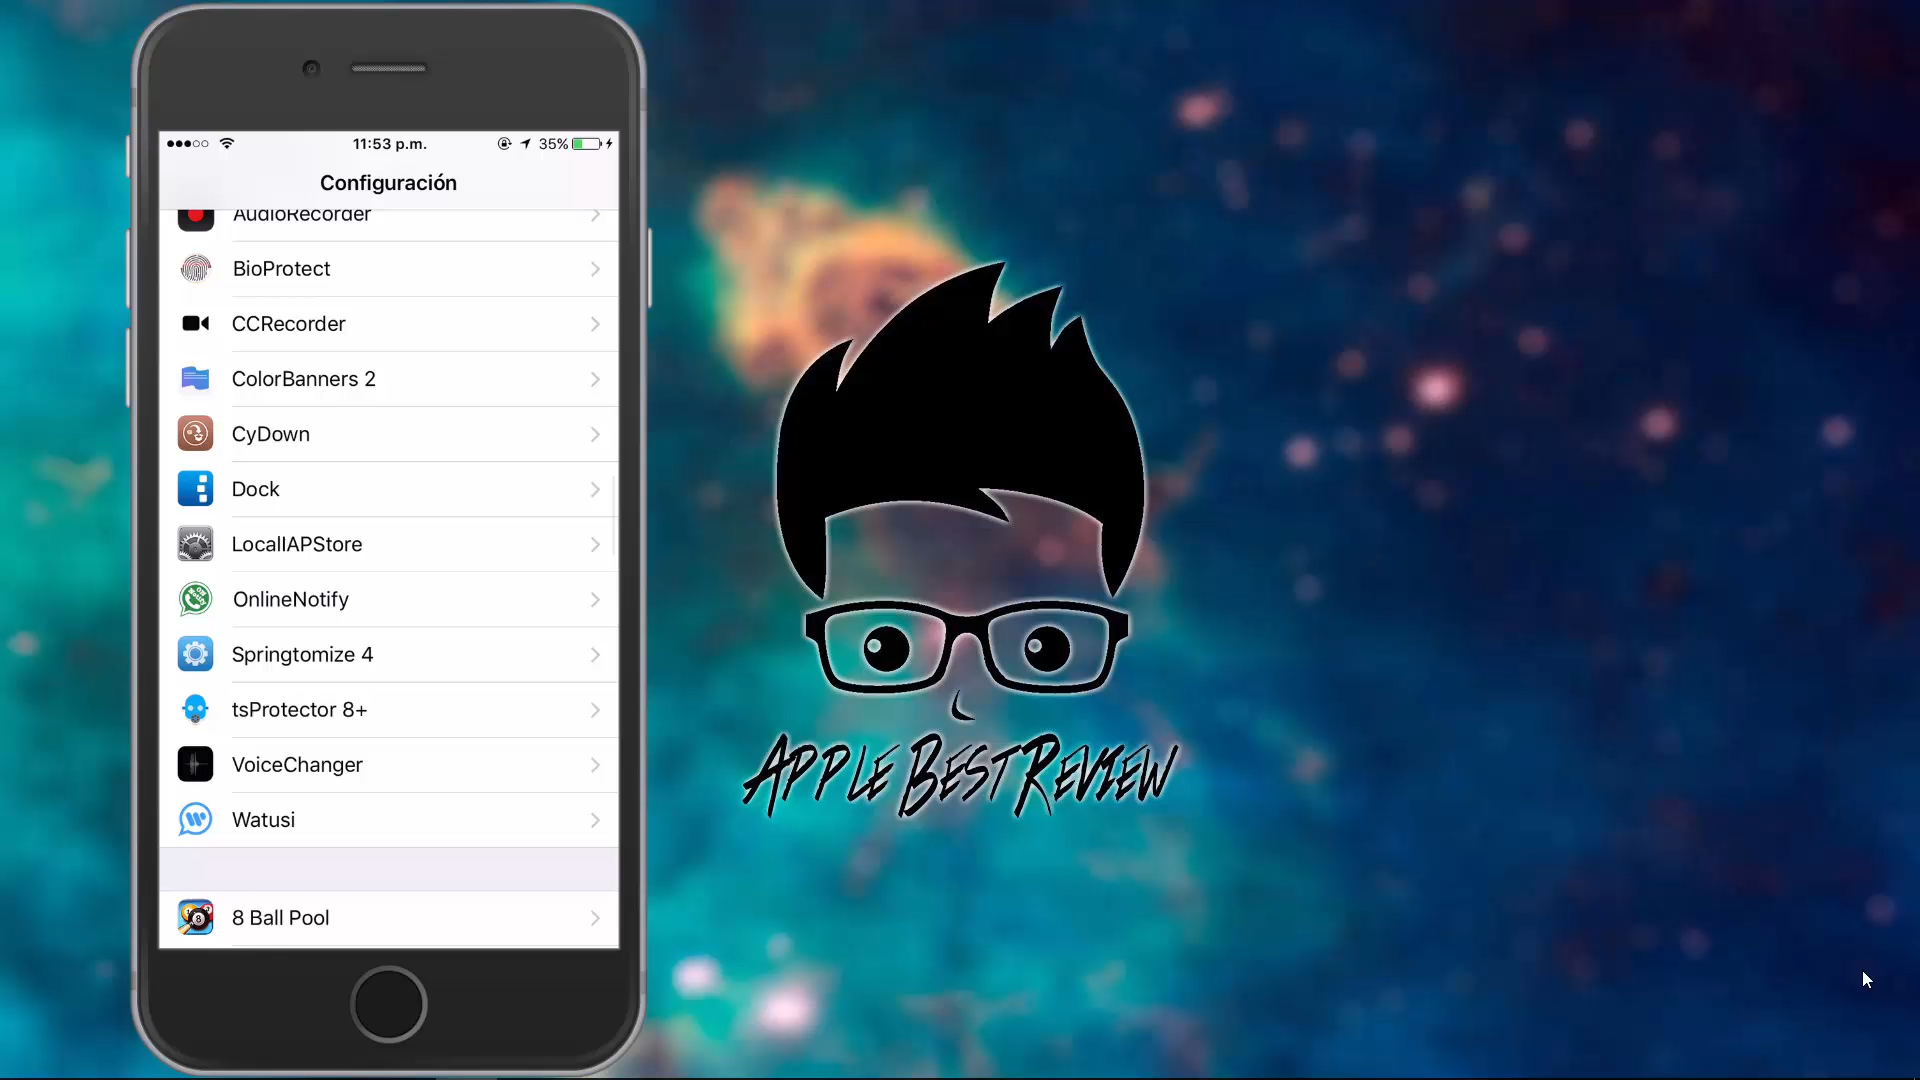 11:53 p.m.
35%
Configuración
AudioRecorder
BioProtect
CCRecorder
ColorBanners 2
CyDown
Dock
LocalIAPStore
OnlineNotify
Springtomize 4
tsProtector 8+
VoiceChanger
Watusi
8 Ball Pool
APPLE BEST REVIEW